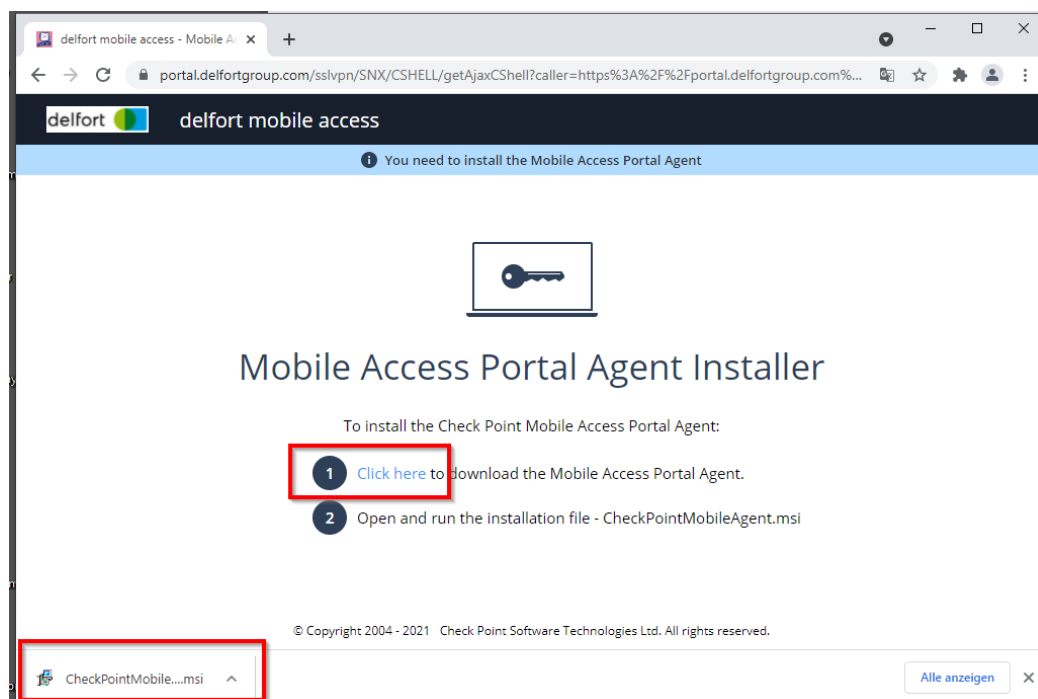 delfort mobile access - Mobile Ac
portal.delfortgroup.com/sslvpn/SNX/CSHELL/getAjaxCShell?caller=https%3A%2F%2Fportal.delfortgroup.com%...
delfort delfort mobile access
You need to install the Mobile Access Portal Agent
Mobile Access Portal Agent Installer
To install the Check Point Mobile Access Portal Agent:
1 Click here to download the Mobile Access Portal Agent.
2 Open and run the installation file - CheckPointMobileAgent.msi
© Copyright 2004 - 2021 Check Point Software Technologies Ltd. All rights reserved.
CheckPointMobile....msi Alle anzeigen